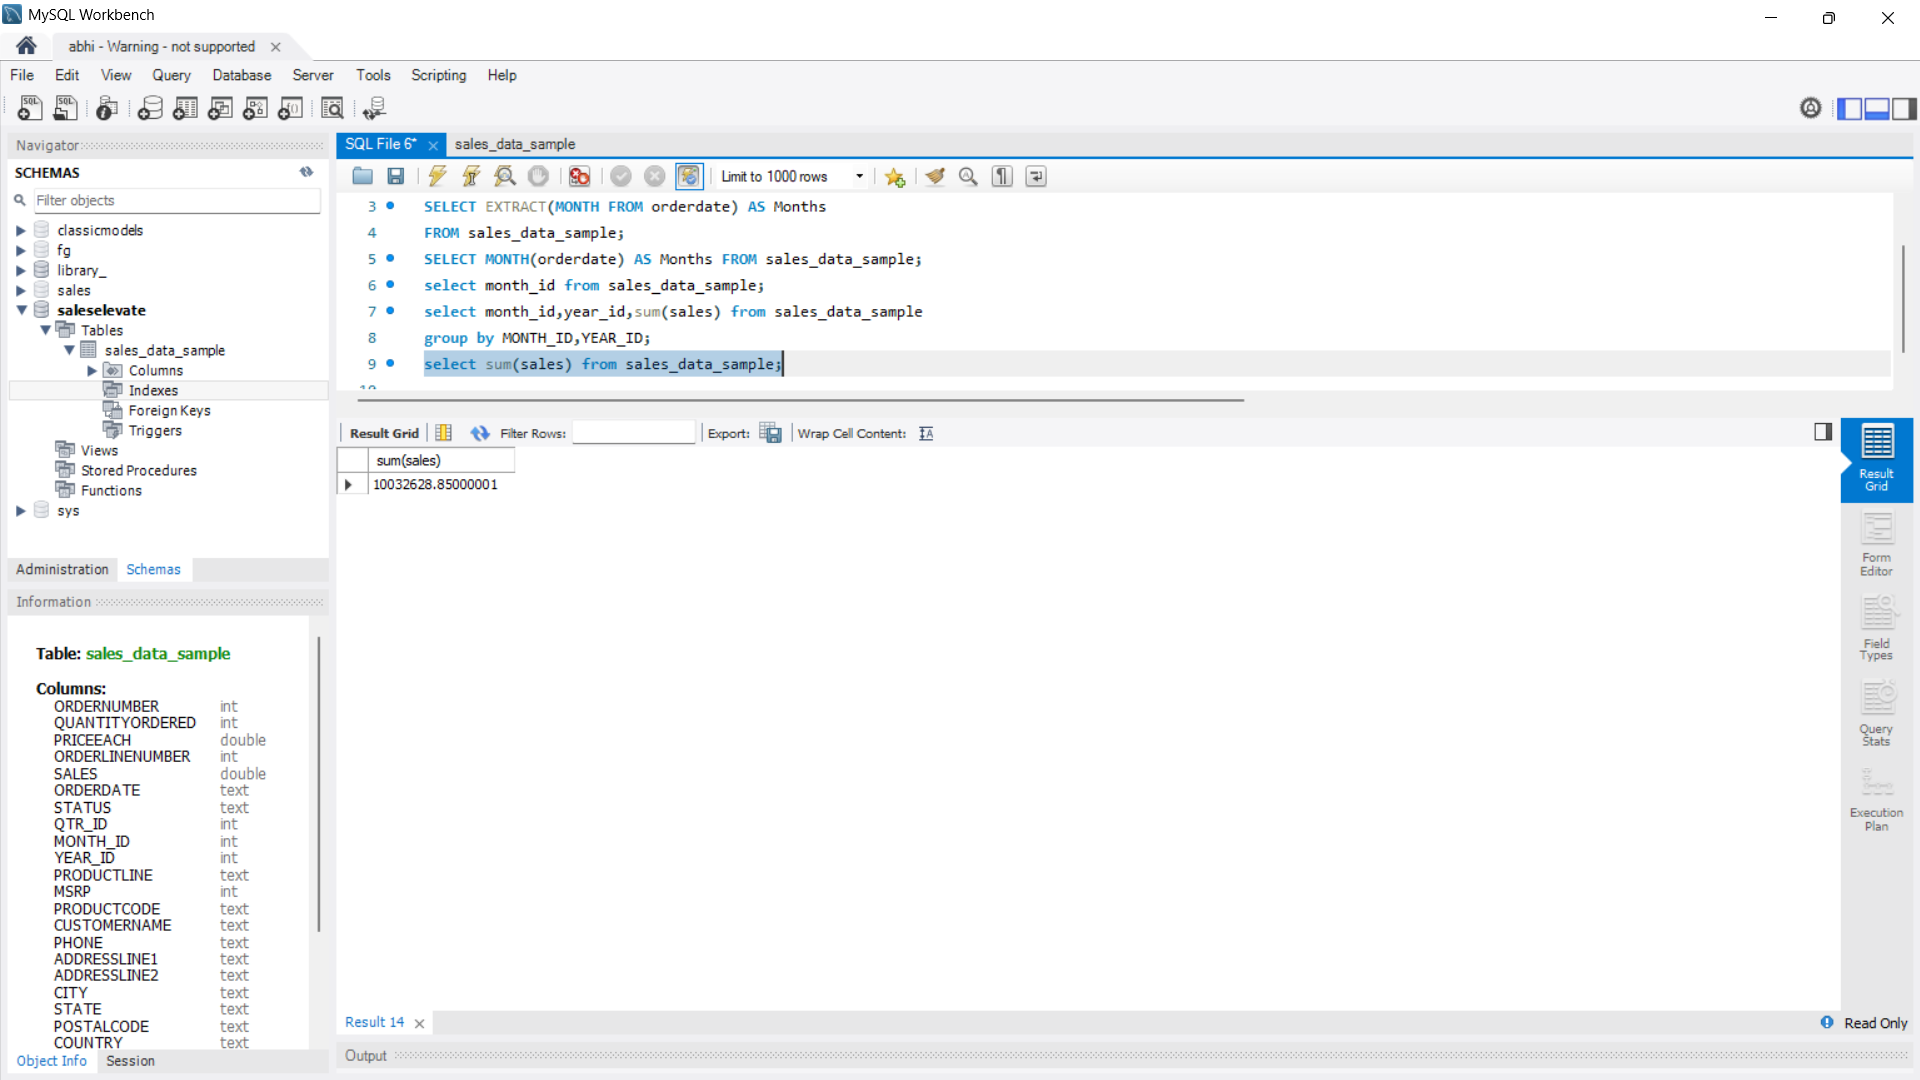 MySQL Workbench
abhi - Warning - not supported
File Edit View Query Database Server Tools Scripting Help
Navigator
SCHEMAS
Filter objects
classicmodels
fg
library_
sales
saleselevate
Tables
sales_data_sample
Columns
Indexes
Foreign Keys
Triggers
Views
Stored Procedures
Functions
sys
Administration Schemas
Information
Table: sales_data_sample
Columns:
ORDERNUMBER int
QUANTITYORDERED int
PRICEEACH double
ORDERLINENUMBER int
SALES double
ORDERDATE text
STATUS text
QTR_ID int
MONTH_ID int
YEAR_ID int
PRODUCTLINE text
MSRP int
PRODUCTCODE text
CUSTOMERNAME text
PHONE text
ADDRESSLINE1 text
ADDRESSLINE2 text
CITY text
STATE text
POSTALCODE text
COUNTRY text
Object Info Session
SQL File 6* sales_data_sample
Limit to 1000 rows
3 SELECT EXTRACT(MONTH FROM orderdate) AS Months
4 FROM sales_data_sample;
5 SELECT MONTH(orderdate) AS Months FROM sales_data_sample;
6 select month_id from sales_data_sample;
7 select month_id,year_id,sum(sales) from sales_data_sample
8 group by MONTH_ID,YEAR_ID;
9 select sum(sales) from sales_data_sample;
10
Result Grid Filter Rows: Export: Wrap Cell Content:
sum(sales)
10032628.85000001
Result
Grid
Form
Editor
Field
Types
Query
Stats
Execution
Plan
Result 14
Read Only
Output